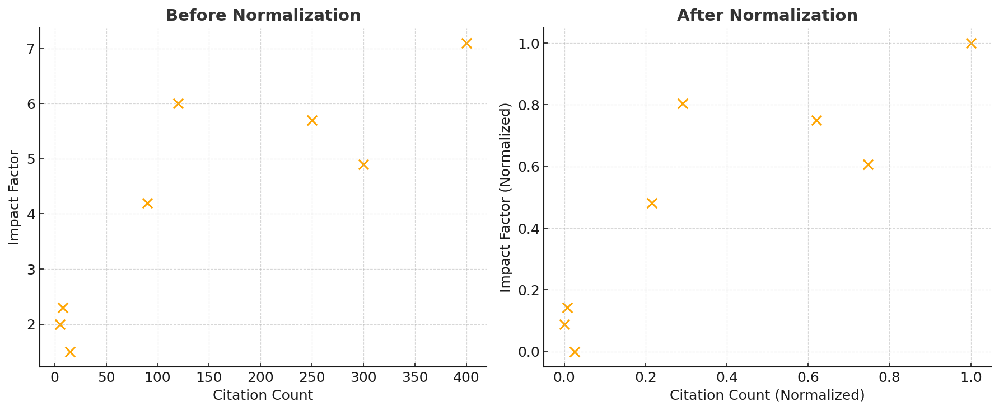 Before Normalization
7
6
5
4
3
2
Impact Factor
0 50 100 150 200 250 300 350 400
Citation Count
After Normalization
1.0
0.8
0.6
0.4
0.2
0.0
Impact Factor (Normalized)
0.0 0.2 0.4 0.6 0.8 1.0
Citation Count (Normalized)